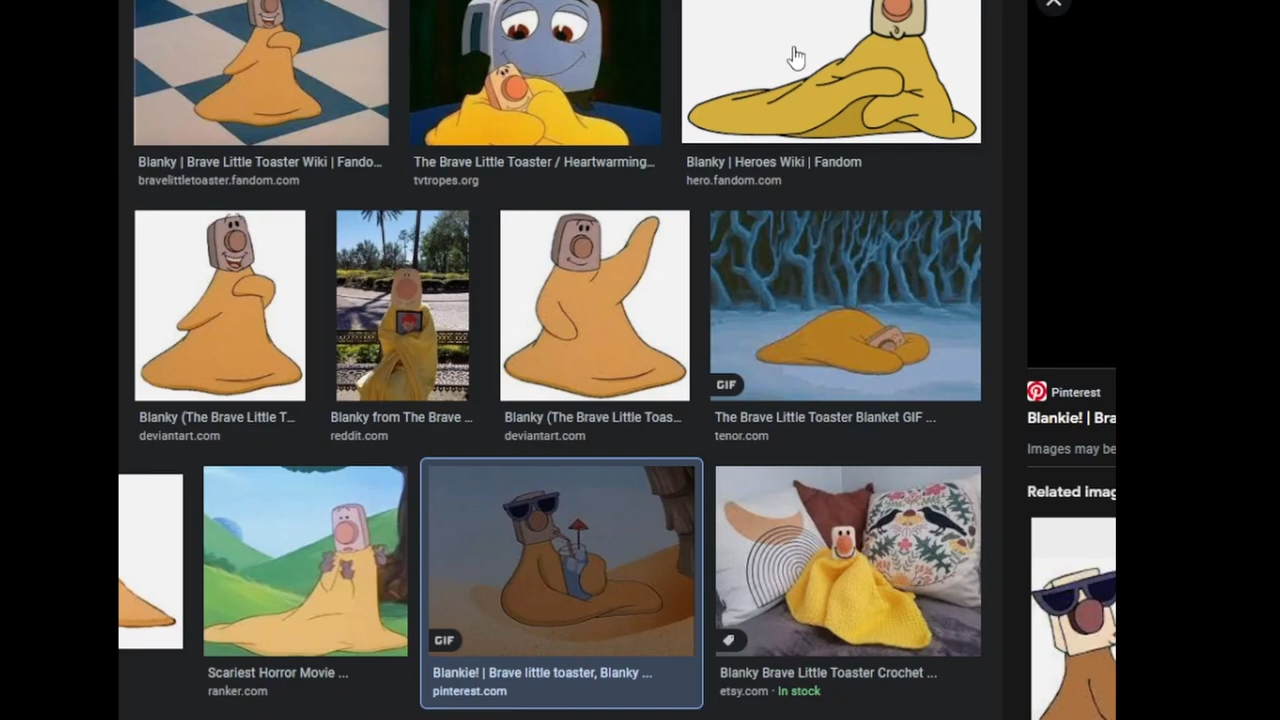 Blanky | Brave Little Toaster Wiki | Fando...
bravelittletoaster.fandom.com
The Brave Little Toaster / Heartwarming...
tvtropes.org
Blanky | Heroes Wiki | Fandom
hero.fandom.com
GIF
Blanky (The Brave Little T...
deviantart.com
Blanky from The Brave ...
reddit.com
Blanky (The Brave Little Toas...
deviantart.com
The Brave Little Toaster Blanket GIF ...
tenor.com
Pinterest
Blankie! | Bra
Images may be
Related imag
GIF
Scariest Horror Movie ...
ranker.com
Blankie! | Brave little toaster, Blanky ...
pinterest.com
Blanky Brave Little Toaster Crochet ...
etsy.com · In stock